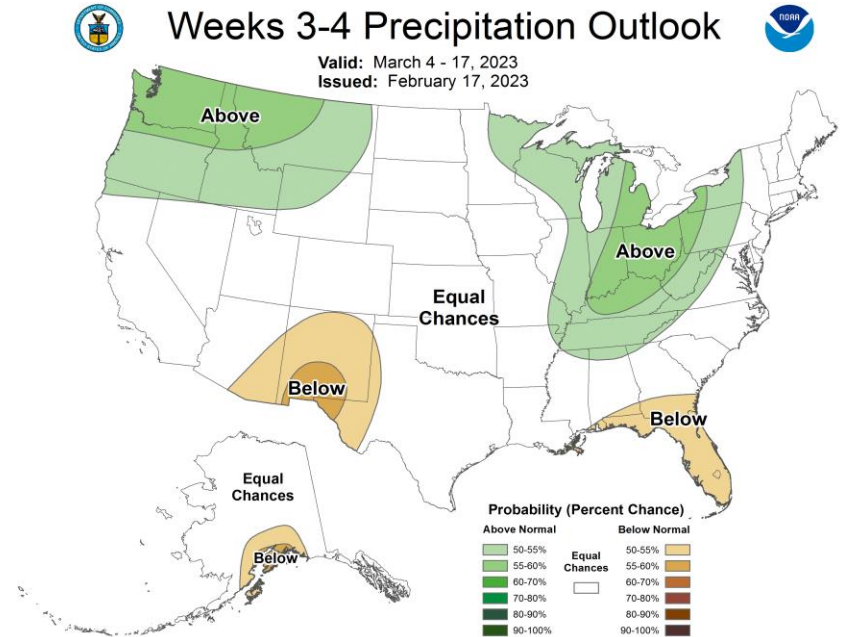 Weeks 3-4 Precipitation Outlook
NOAA
Valid: March 4 - 17, 2023
Issued: February 17, 2023
Above
Above
Equal
Chances
Below
Below
Equal
Chances
Below
Probability (Percent Chance)
Above Normal
Below Normal
50-55%
55-60%
60-70%
70-80%
80-90%
90-100%
Equal
Chances
50-55%
55-60%
60-70%
70-80%
80-90%
90-100%